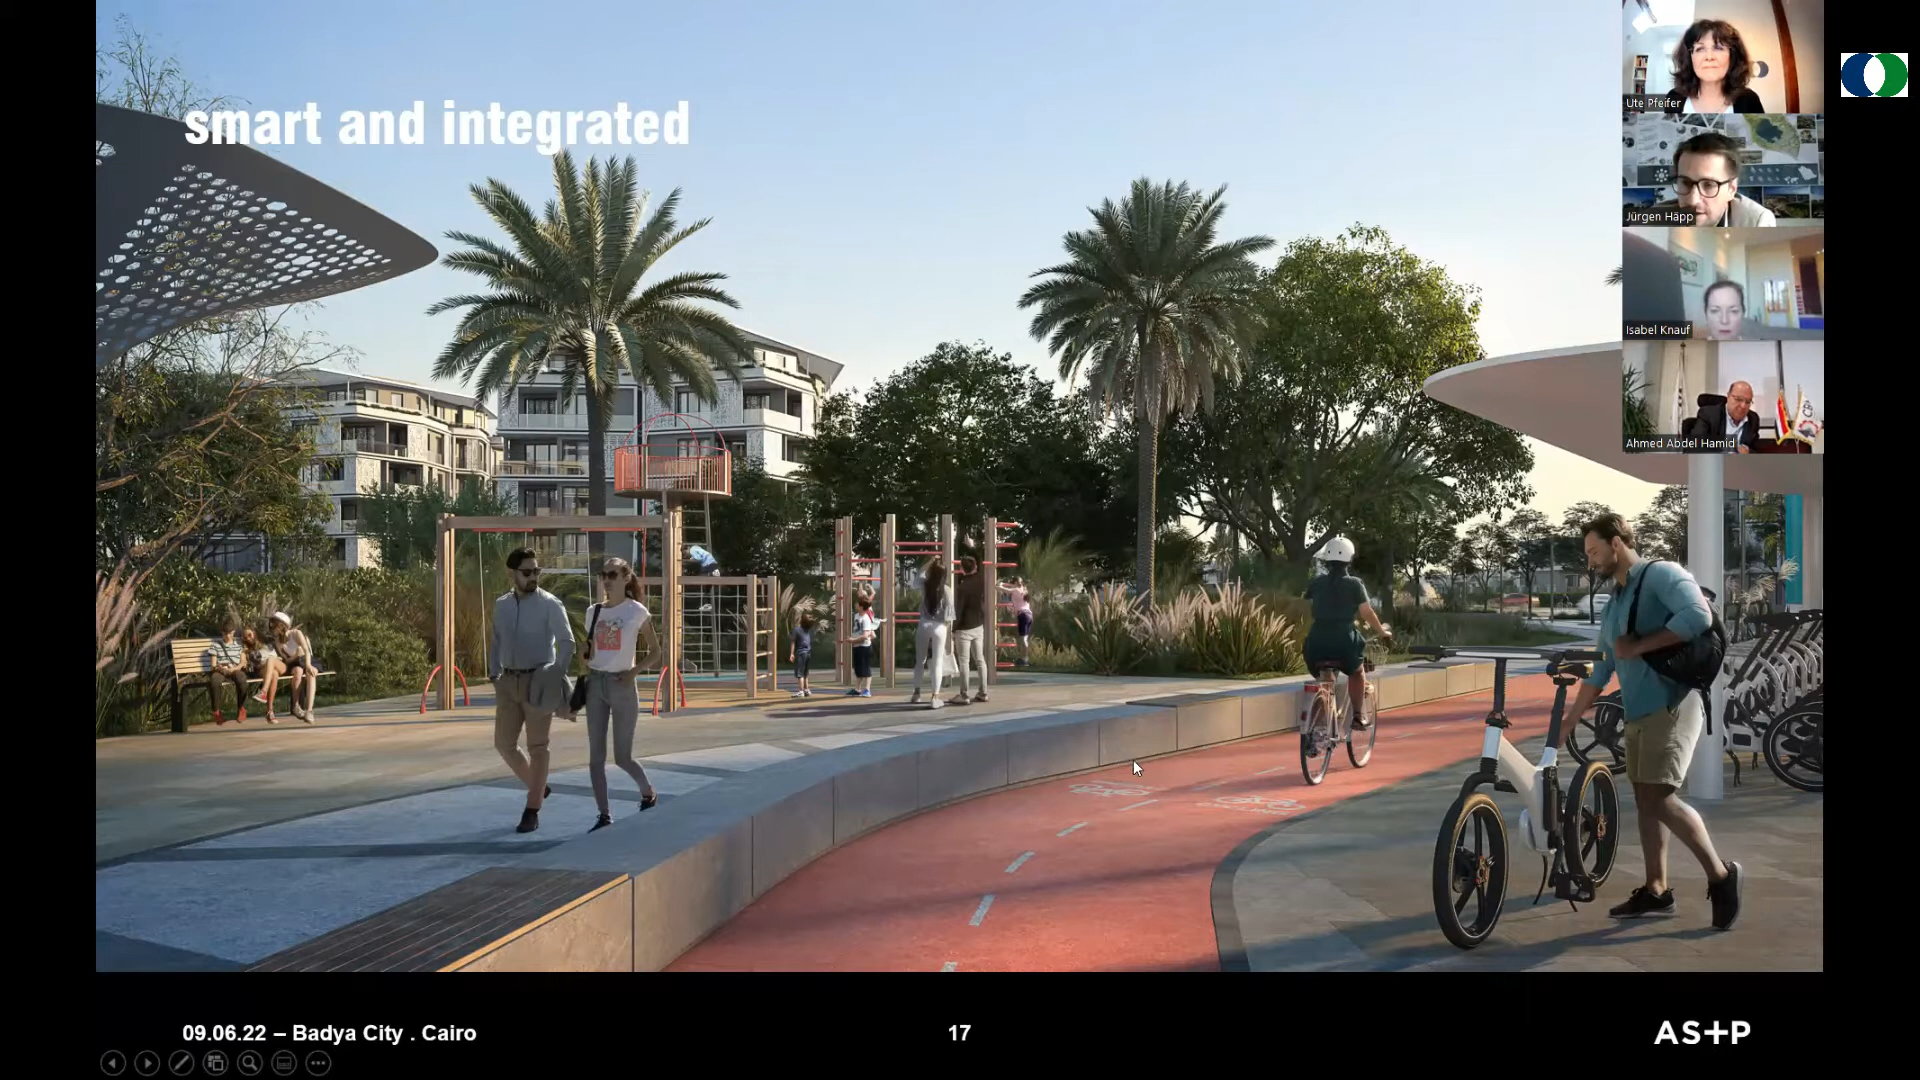 smart and integrated
Ute Pfeifer
Jürgen Häpp
Isabel Knauf
Ahmed Abdel Hamid
09.06.22 – Badya City . Cairo
17
AS+P